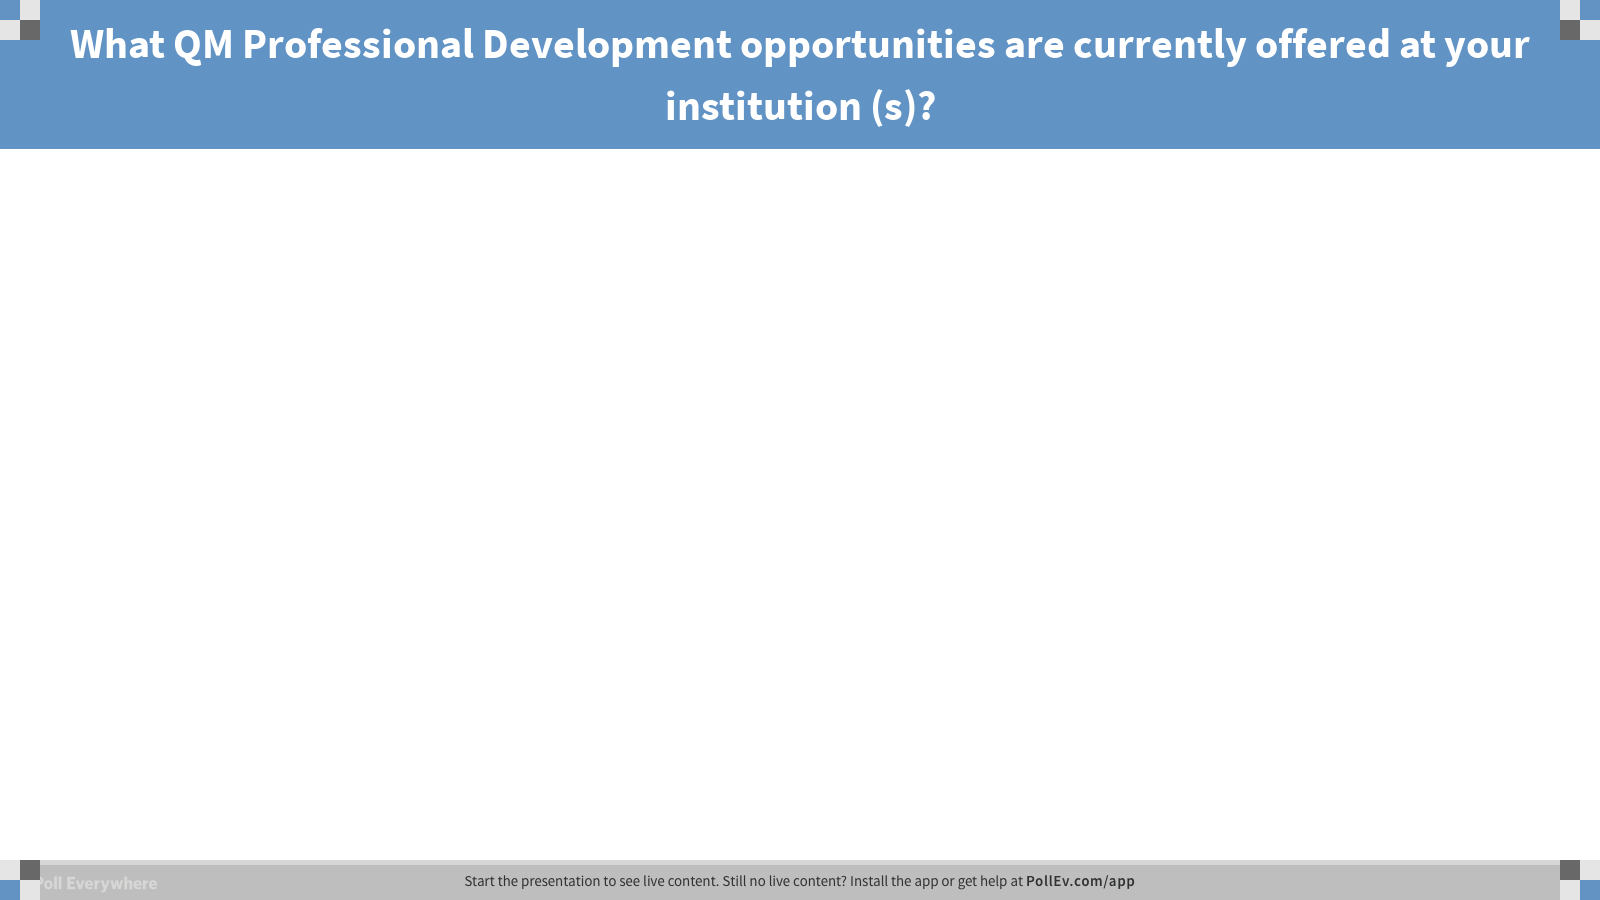 What QM Professional Development opportunities are currently offered at your
institution (s)?
Poll Everywhere
Start the presentation to see live content. Still no live content? Install the app or get help at PollEv.com/app